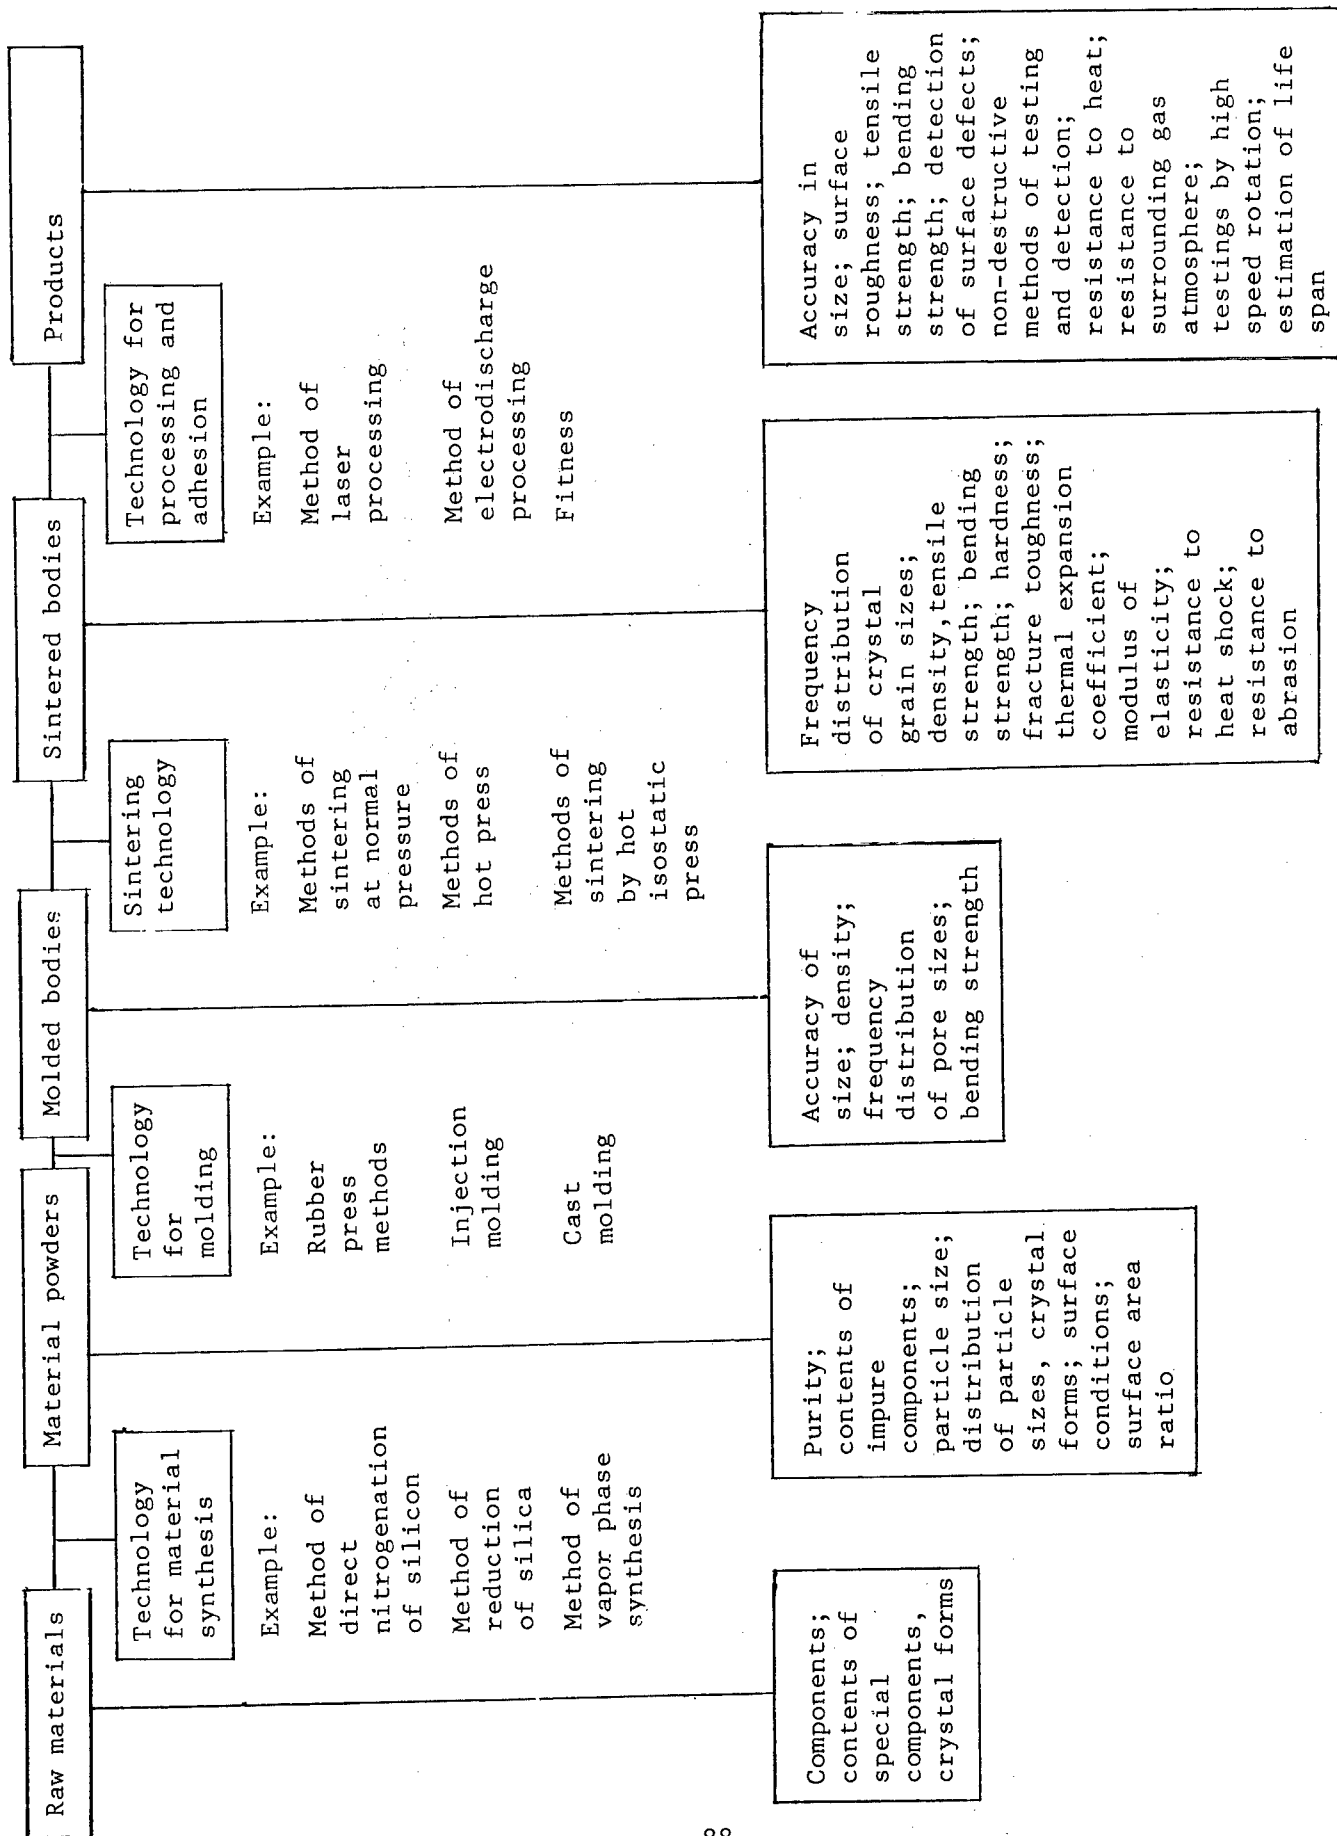 Raw materials
Material powders
Molded bodies
Sintered bodies
Products
Technology
for material
synthesis
Example:
Method of
direct
nitrogenation
of silicon
Method of
reduction
of silica
Method of
vapor phase
synthesis
Technology
for
molding
Example:
Rubber
press
methods
Injection
molding
Cast
molding
Sintering
technology
Example:
Methods of
sintering
at normal
pressure
Methods of
hot press
Methods of
sintering
by hot
isostatic
press
Technology for
processing and
adhesion
Example:
Method of
laser
processing
Method of
electrodischarge
processing
Fitness
Components;
contents of
special
components,
crystal forms
Purity;
contents of
impure
components;
particle size;
distribution
of particle
sizes, crystal
forms; surface
conditions;
surface area
ratio
Accuracy of
size; density;
frequency
distribution
of pore sizes;
bending strength
Frequency
distribution
of crystal
grain sizes;
density,tensile
strength; bending
strength; hardness;
fracture toughness;
thermal expansion
coefficient;
modulus of
elasticity;
resistance to
heat shock;
resistance to
abrasion
Accuracy in
size; surface
roughness; tensile
strength; bending
strength; detection
of surface defects;
non-destructive
methods of testing
and detection;
resistance to heat;
resistance to
surrounding gas
atmosphere;
testings by high
speed rotation;
estimation of life
span